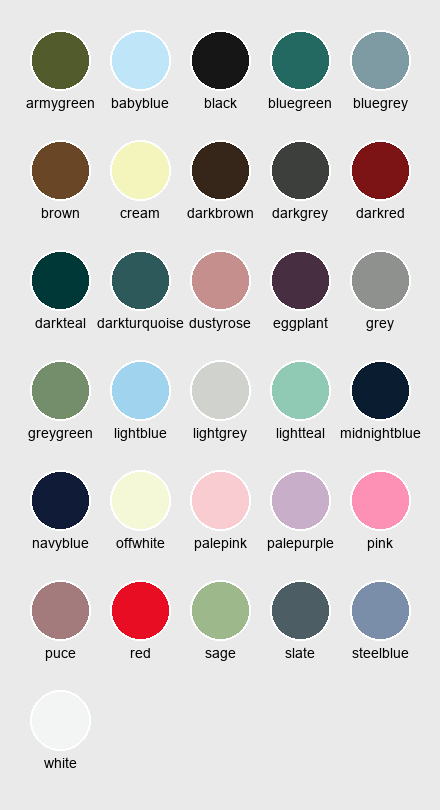 armygreen babyblue black bluegreen bluegrey
brown cream darkbrown darkgrey darkred
darkteal darkturquoise dustyrose eggplant grey
greygreen lightblue lightgrey lightteal midnightblue
navyblue offwhite palepink palepurple pink
puce red sage slate steelblue
white